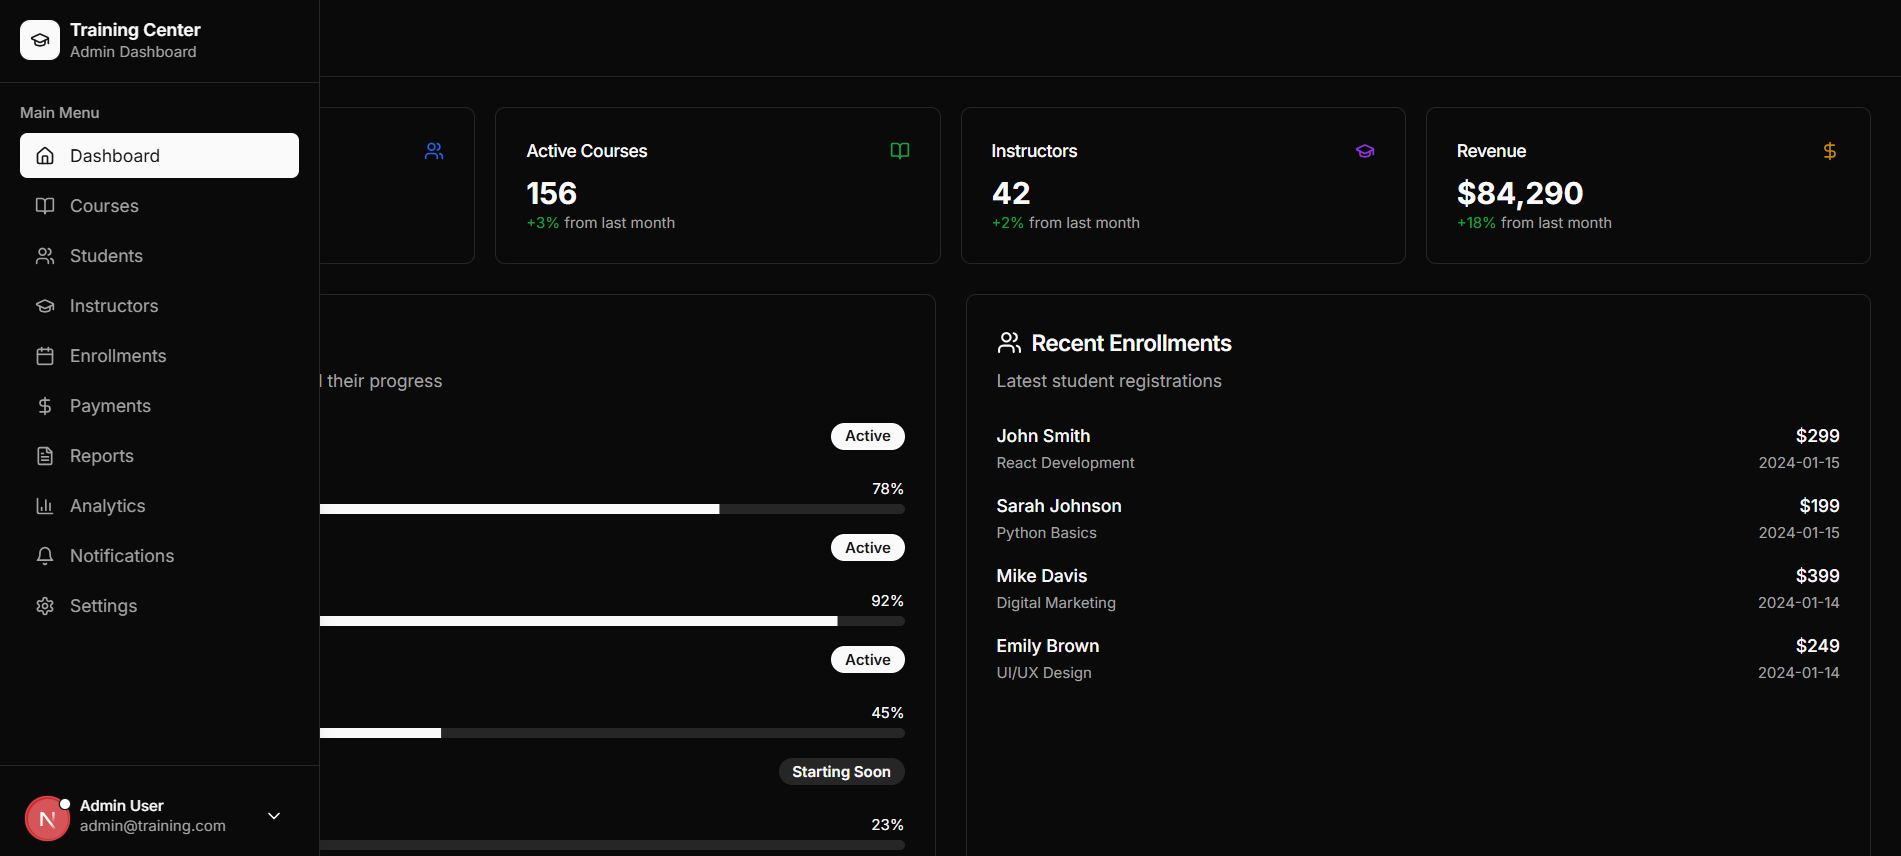 Training Center
Admin Dashboard
Main Menu
Dashboard
Courses
Students
Instructors
Enrollments
Payments
Reports
Analytics
Notifications
Settings
N
Admin User
admin@training.com
Active Courses
156
+3% from last month
Instructors
42
+2% from last month
Revenue
$84,290
+18% from last month
their progress
Active
78%
Active
92%
Active
45%
Starting Soon
23%
Recent Enrollments
Latest student registrations
John Smith
$299
React Development
2024-01-15
Sarah Johnson
$199
Python Basics
2024-01-15
Mike Davis
$399
Digital Marketing
2024-01-14
Emily Brown
$249
UI/UX Design
2024-01-14